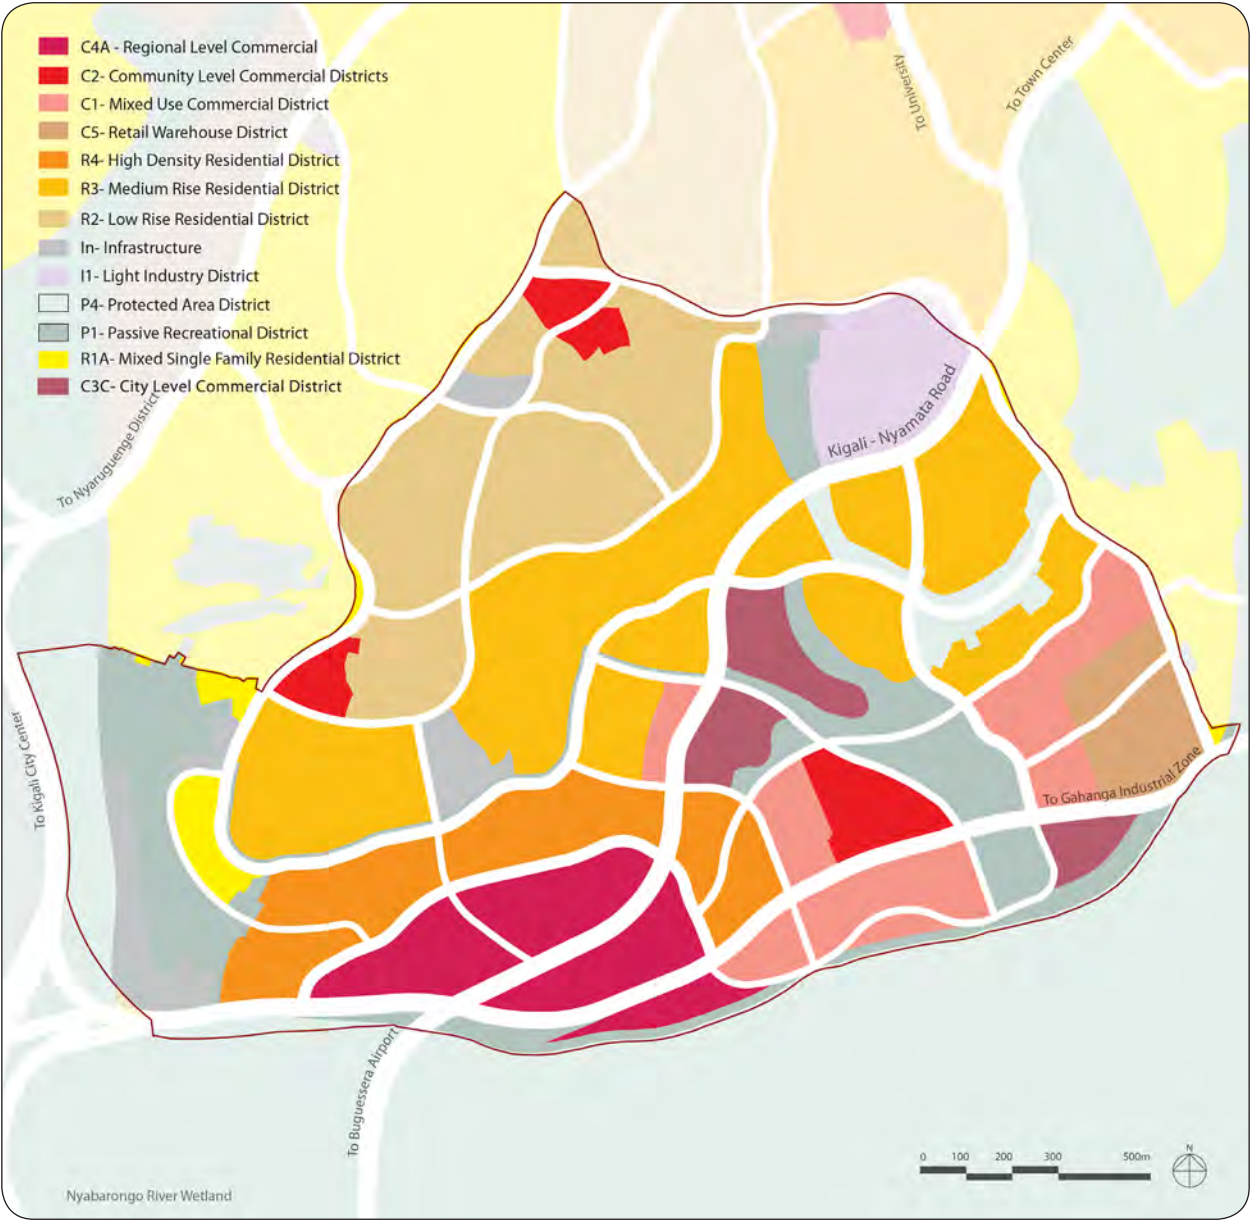 C4A - Regional Level Commercial
C2- Community Level Commercial Districts
C1- Mixed Use Commercial District
C5- Retail Warehouse District
R4- High Density Residential District
R3- Medium Rise Residential District
R2- Low Rise Residential District
In- Infrastructure
I1- Light Industry District
P4- Protected Area District
P1- Passive Recreational District
R1A- Mixed Single Family Residential District
C3C- City Level Commercial District
To University
To Town Center
To Nyaruguenge District
Kigali - Nyamata Road
To Kigali City Center
To Gahanga Industrial Zone
To Buguessera Airport
Nyabarongo River Wetland
0 100 200 300 500m
N